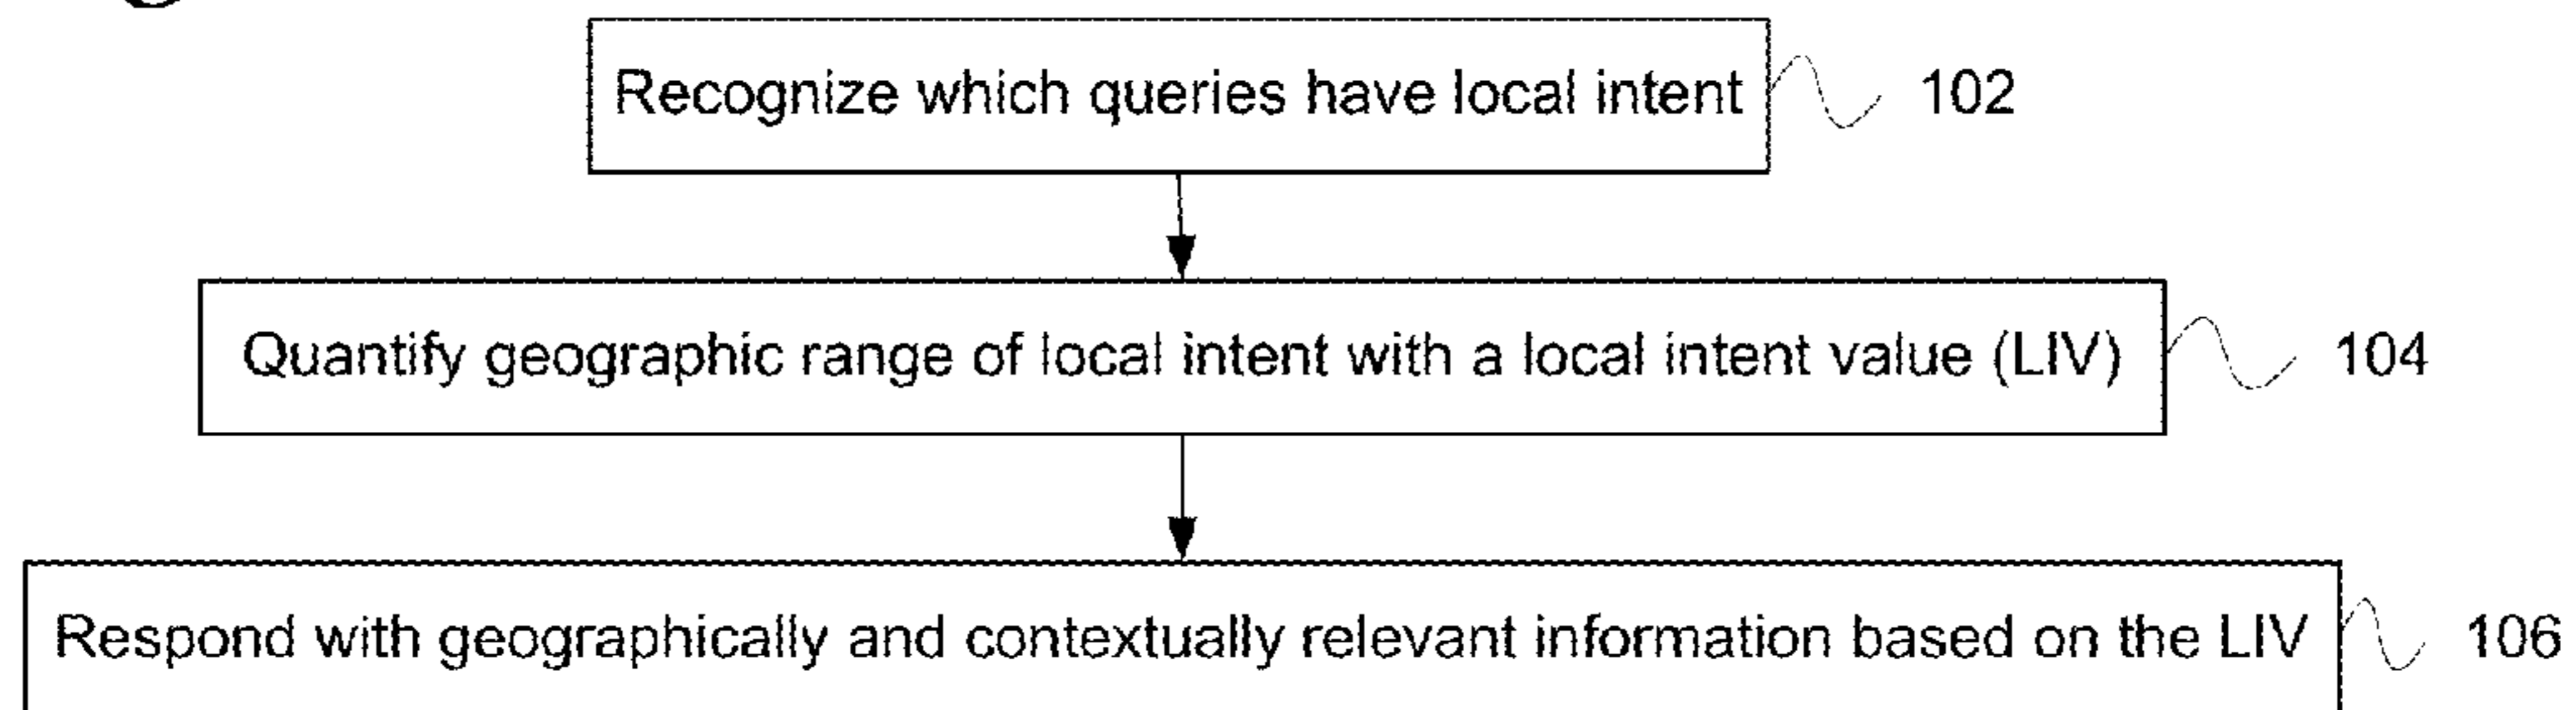 Recognize which queries have local intent 102
Quantify geographic range of local intent with a local intent value (LIV) 104
Respond with geographically and contextually relevant information based on the LIV 106